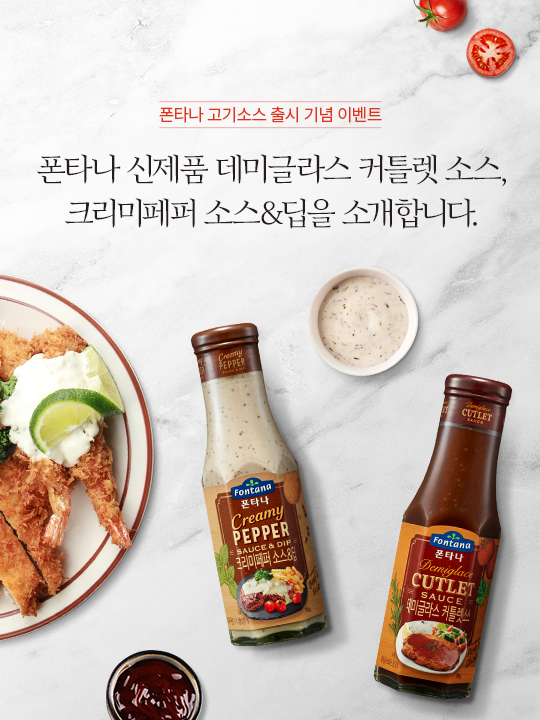 폰타나 고기소스 출시 기념 이벤트
폰타나 신제품 데미글라스 커틀렛 소스,
크리미페퍼 소스&딥을 소개합니다.
Creamy
PEPPER
SAUCE & DIP
Fontana
폰타나
Creamy
PEPPER
SAUCE & DIP
크리미페퍼 소스&딥
Demiglace
CUTLET
SAUCE
Fontana
폰타나
Demiglace
CUTLET
SAUCE
데미글라스 커틀렛소스